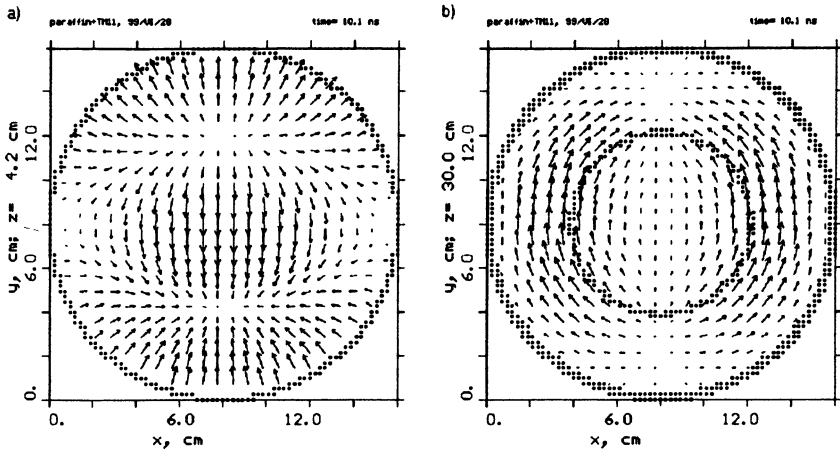 a)
paraffin+TM11, 99/VI/28 time= 10.1 ns
y, cm; z= 4.2 cm
12.0
6.0
0.
0. 6.0 12.0
x, cm
b)
paraffin+TM11, 99/VI/28 time= 10.1 ns
y, cm; z= 30.0 cm
12.0
6.0
0.
0. 6.0 12.0
x, cm